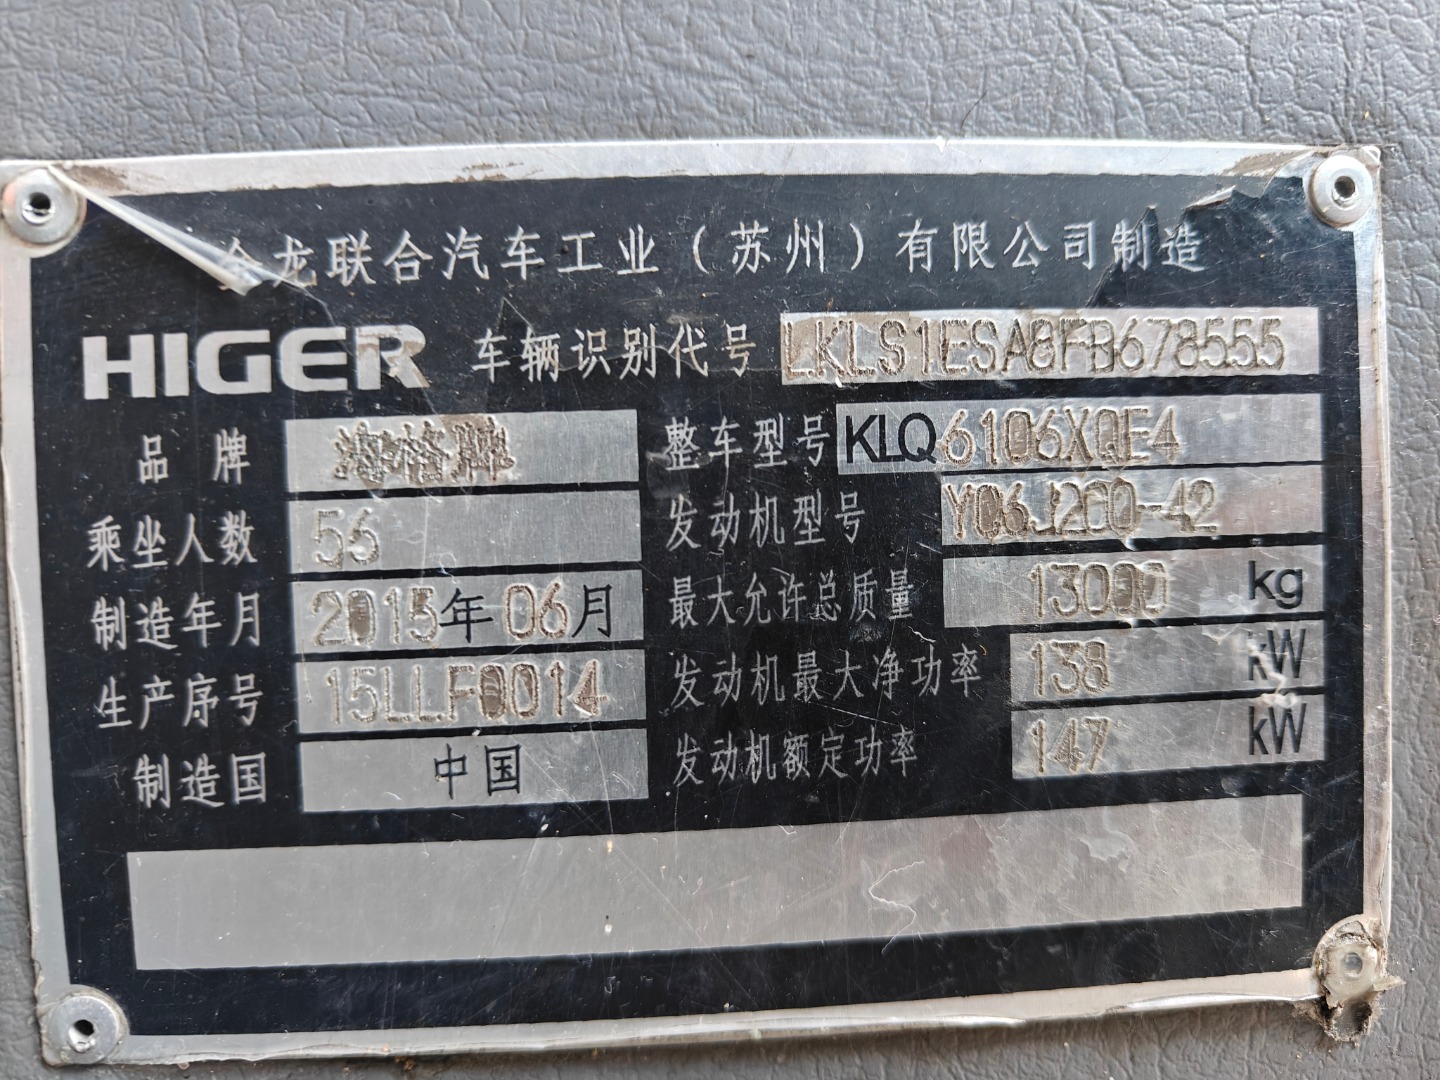 金龙联合汽车工业（苏州）有限公司制造
HIGER 车辆识别代号 LKLS1ESA8FB678555
品牌 海格牌 整车型号 KLQ6106XQE4
乘坐人数 56 发动机型号 YC6J200-42
制造年月 2015年06月 最大允许总质量 13000 kg
生产序号 15LLF0014 发动机最大净功率 138 kW
制造国 中国 发动机额定功率 147 kW